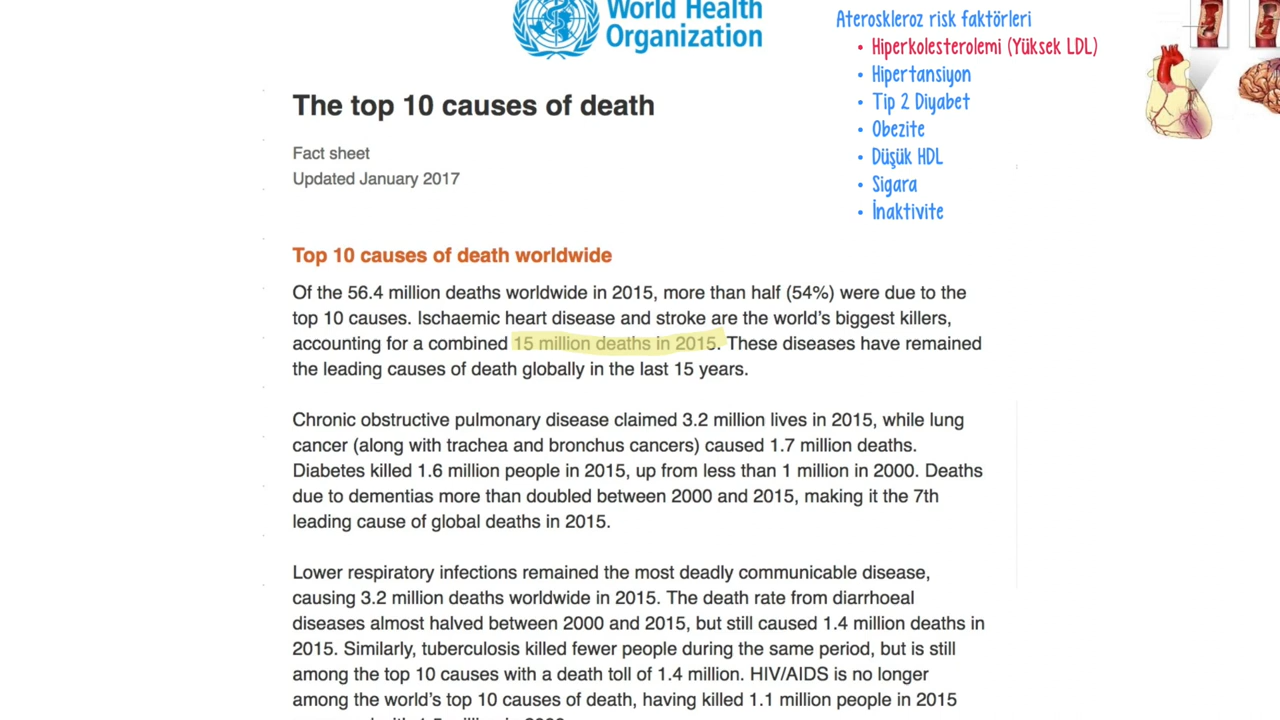 World Health
Organization
The top 10 causes of death
Fact sheet
Updated January 2017
Top 10 causes of death worldwide
Of the 56.4 million deaths worldwide in 2015, more than half (54%) were due to the
top 10 causes. Ischaemic heart disease and stroke are the world's biggest killers,
accounting for a combined 15 million deaths in 2015. These diseases have remained
the leading causes of death globally in the last 15 years.
Chronic obstructive pulmonary disease claimed 3.2 million lives in 2015, while lung
cancer (along with trachea and bronchus cancers) caused 1.7 million deaths.
Diabetes killed 1.6 million people in 2015, up from less than 1 million in 2000. Deaths
due to dementias more than doubled between 2000 and 2015, making it the 7th
leading cause of global deaths in 2015.
Lower respiratory infections remained the most deadly communicable disease,
causing 3.2 million deaths worldwide in 2015. The death rate from diarrhoeal
diseases almost halved between 2000 and 2015, but still caused 1.4 million deaths in
2015. Similarly, tuberculosis killed fewer people during the same period, but is still
among the top 10 causes with a death toll of 1.4 million. HIV/AIDS is no longer
among the world's top 10 causes of death, having killed 1.1 million people in 2015
Ateroskleroz risk faktörleri
• Hiperkolesterolemi (Yüksek LDL)
• Hipertansiyon
• Tip 2 Diyabet
• Obezite
• Düşük HDL
• Sigara
• İnaktivite